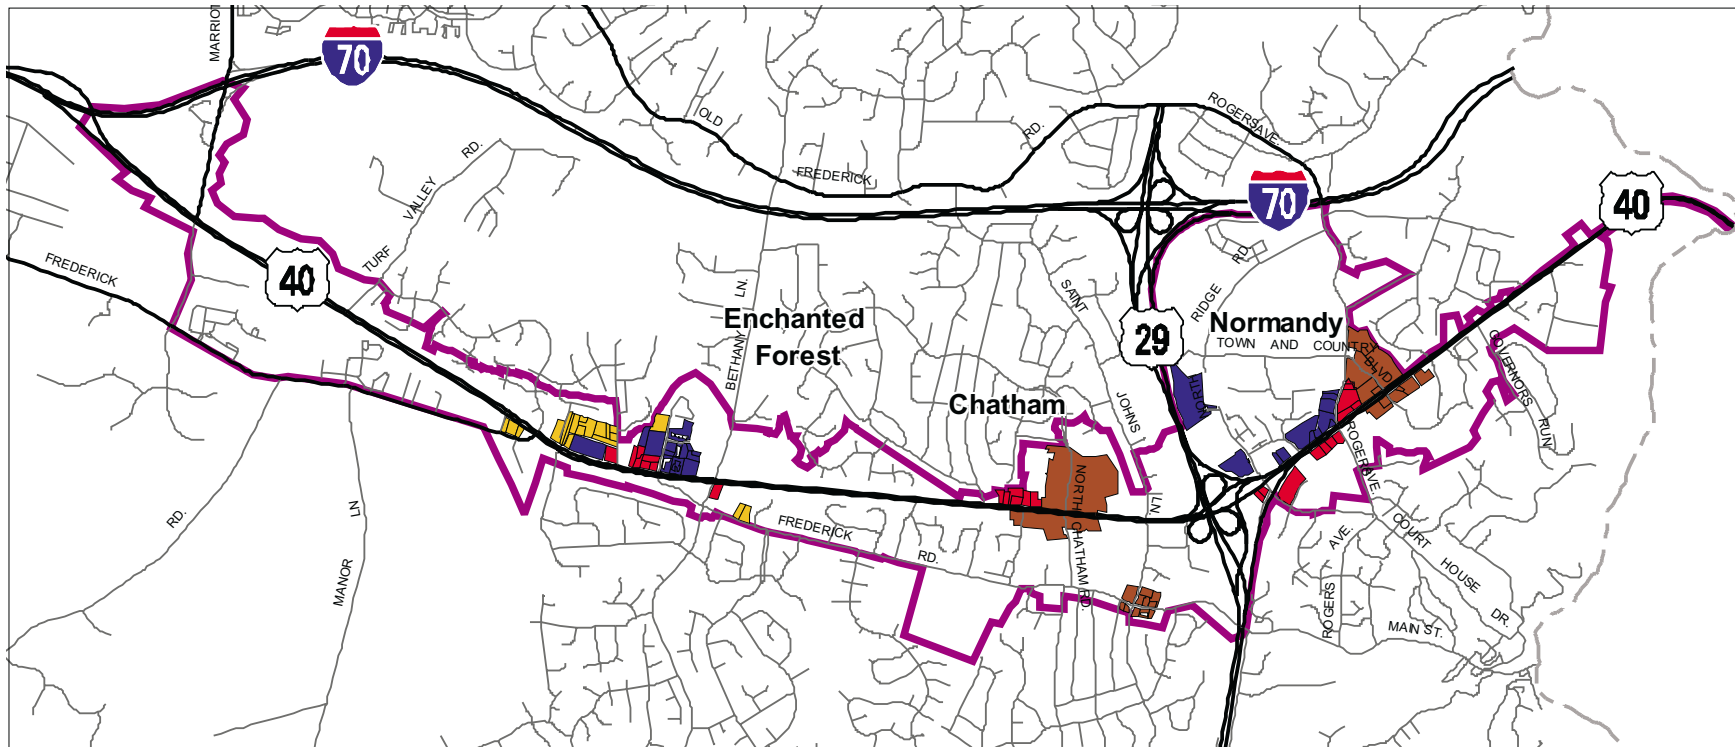 MARRIOT
70
OLD
RD.
ROGERS AVE.
VALLEY
RD.
FREDERICK
70
40
TURF
FREDERICK
40
BETHANY
LN.
SAINT
RIDGE
RD
Enchanted
Forest
29
Normandy
TOWN AND COUNTRY
BLVD
GOVERNORS
RUN
Chatham
JOHNS
LN.
NORTH
ROGERS
AVE.
NORTH CHATHAM RD.
RD.
LN
MANOR
FREDERICK
RD.
ROGERS
AVE.
COURT
HOUSE
DR.
MAIN ST.